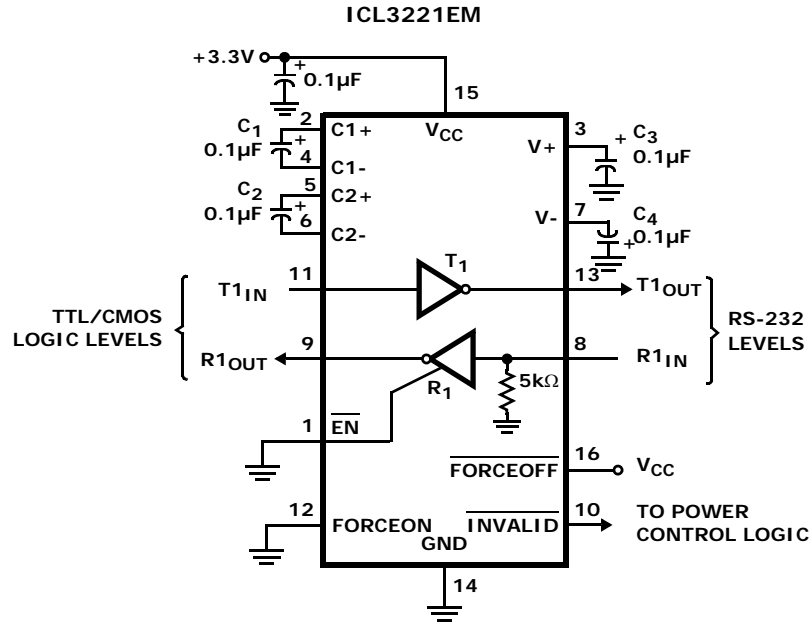 ICL3221EM
+3.3V
+
0.1µF
15
2
C1+
VCC
3
C1
0.1µF
+
4
C1-
V+
+
C3
0.1µF
5
C2
0.1µF
C2+
+
6
C2-
7
V-
C4
+
0.1µF
T1
T1IN
11
13
T1OUT
TTL/CMOS
LOGIC LEVELS
RS-232
LEVELS
R1OUT
9
8
R1IN
5kΩ
R1
1
EN
16
FORCEOFF
VCC
12
FORCEON
INVALID
10
TO POWER
CONTROL LOGIC
GND
14